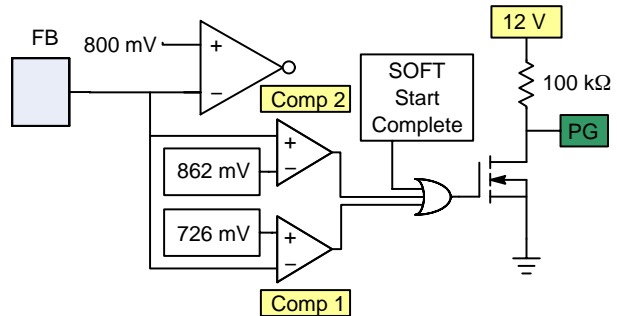 FB
800 mV
+
−
Comp 2
+
−
862 mV
726 mV
+
−
Comp 1
SOFT
Start
Complete
12 V
100 kΩ
PG